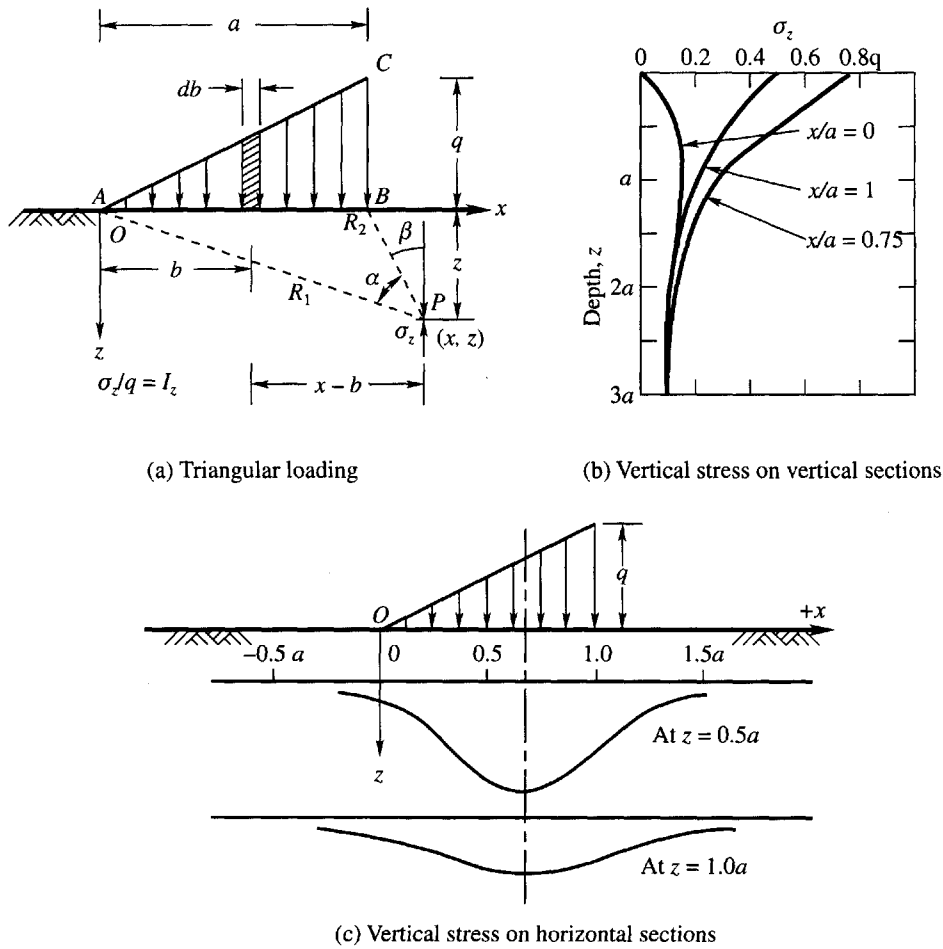 a
C
db
q
A
B
x
O
R₂
β
z
b
R₁
α
P
z
σz
(x, z)
σz/q = Iz
x – b
(a) Triangular loading
σz
0 0.2 0.4 0.6 0.8q
x/a = 0
a
x/a = 1
x/a = 0.75
Depth, z
2a
3a
(b) Vertical stress on vertical sections
q
O
+x
–0.5 a 0 0.5 1.0 1.5a
At z = 0.5a
z
At z = 1.0a
(c) Vertical stress on horizontal sections